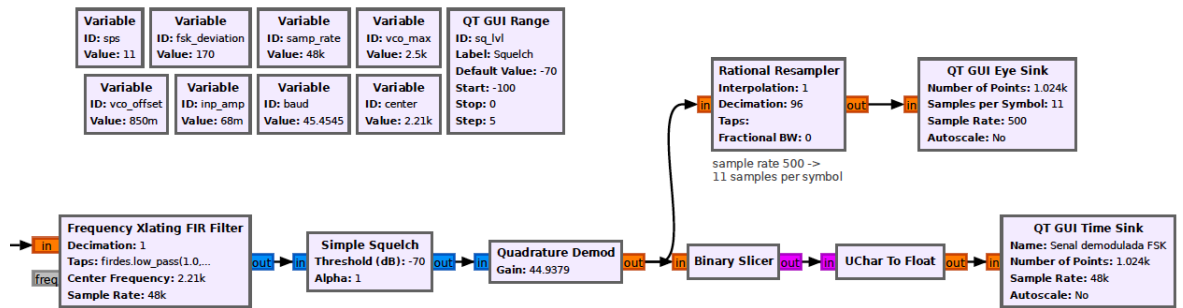 Variable
ID: sps
Value: 11
Variable
ID: fsk_deviation
Value: 170
Variable
ID: samp_rate
Value: 48k
Variable
ID: vco_max
Value: 2.5k
QT GUI Range
ID: sq_lvl
Label: Squelch
Default Value: -70
Start: -100
Stop: 0
Step: 5
Variable
ID: vco_offset
Value: 850m
Variable
ID: inp_amp
Value: 68m
Variable
ID: baud
Value: 45.4545
Variable
ID: center
Value: 2.21k
in
Rational Resampler
Interpolation: 1
Decimation: 96
Taps:
Fractional BW: 0
out
sample rate 500 ->
11 samples per symbol
in
QT GUI Eye Sink
Number of Points: 1.024k
Samples per Symbol: 11
Sample Rate: 500
Autoscale: No
in
freq
Frequency Xlating FIR Filter
Decimation: 1
Taps: firdes.low_pass(1.0,...
Center Frequency: 2.21k
Sample Rate: 48k
out
in
Simple Squelch
Threshold (dB): -70
Alpha: 1
out
in
Quadrature Demod
Gain: 44.9379
out
in
Binary Slicer
out
in
UChar To Float
out
in
QT GUI Time Sink
Name: Senal demodulada FSK
Number of Points: 1.024k
Sample Rate: 48k
Autoscale: No